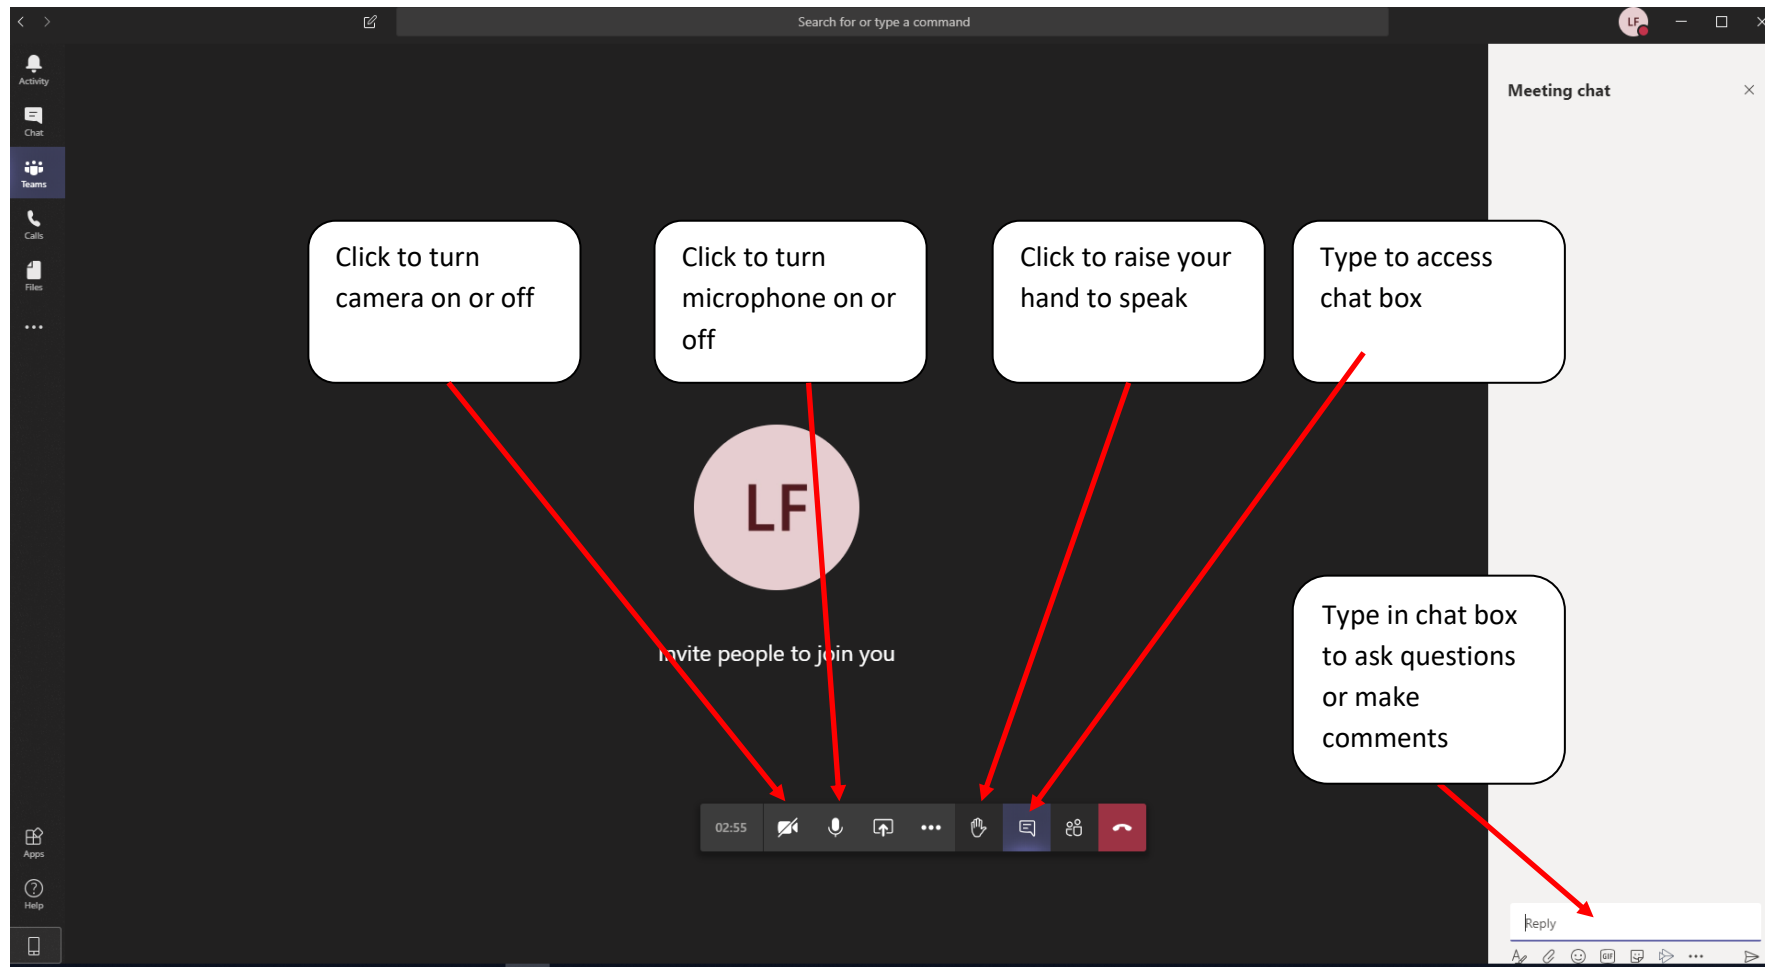 Search for or type a command
LF
Activity
Chat
Teams
Calls
Files
Meeting chat
Click to turn
camera on or off
Click to turn
microphone on or
off
Click to raise your
hand to speak
Type to access
chat box
LF
Invite people to join you
Type in chat box
to ask questions
or make
comments
02:55
Apps
Help
Reply
GIF